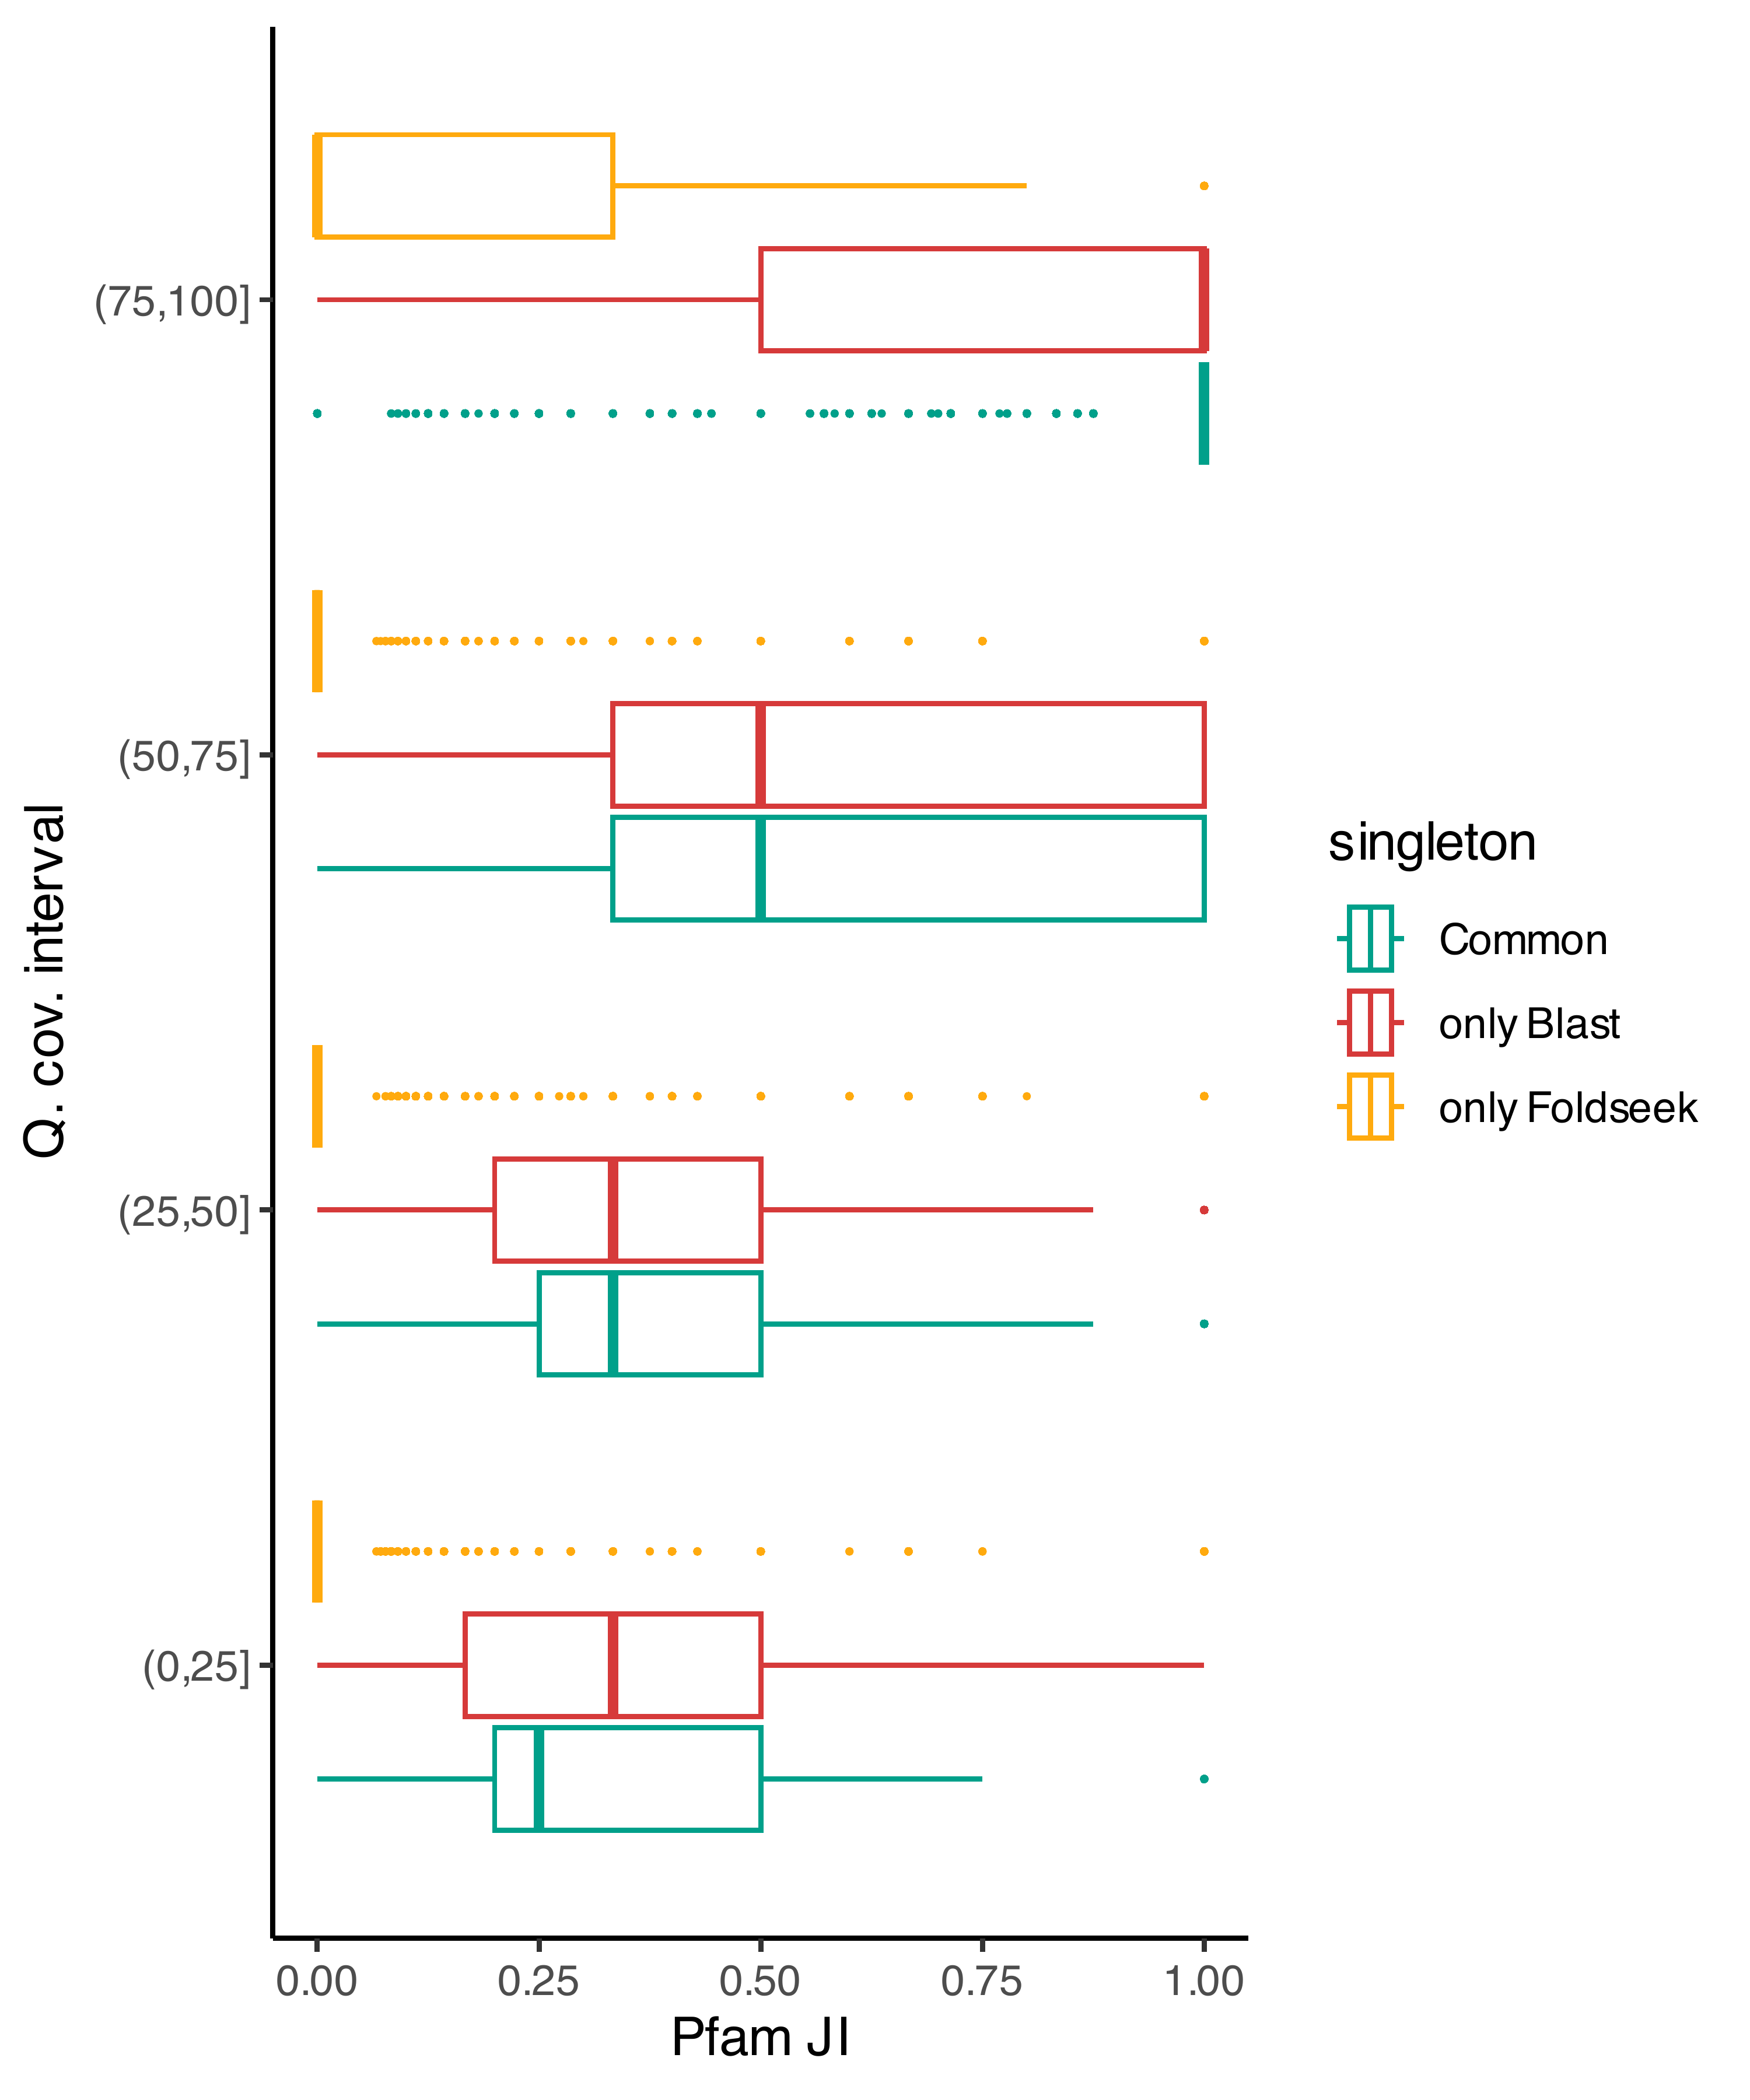 (75,100]
(50,75]
(25,50]
(0,25]
Q. cov. interval
0.00 0.25 0.50 0.75 1.00
Pfam JI
singleton
Common
only Blast
only Foldseek